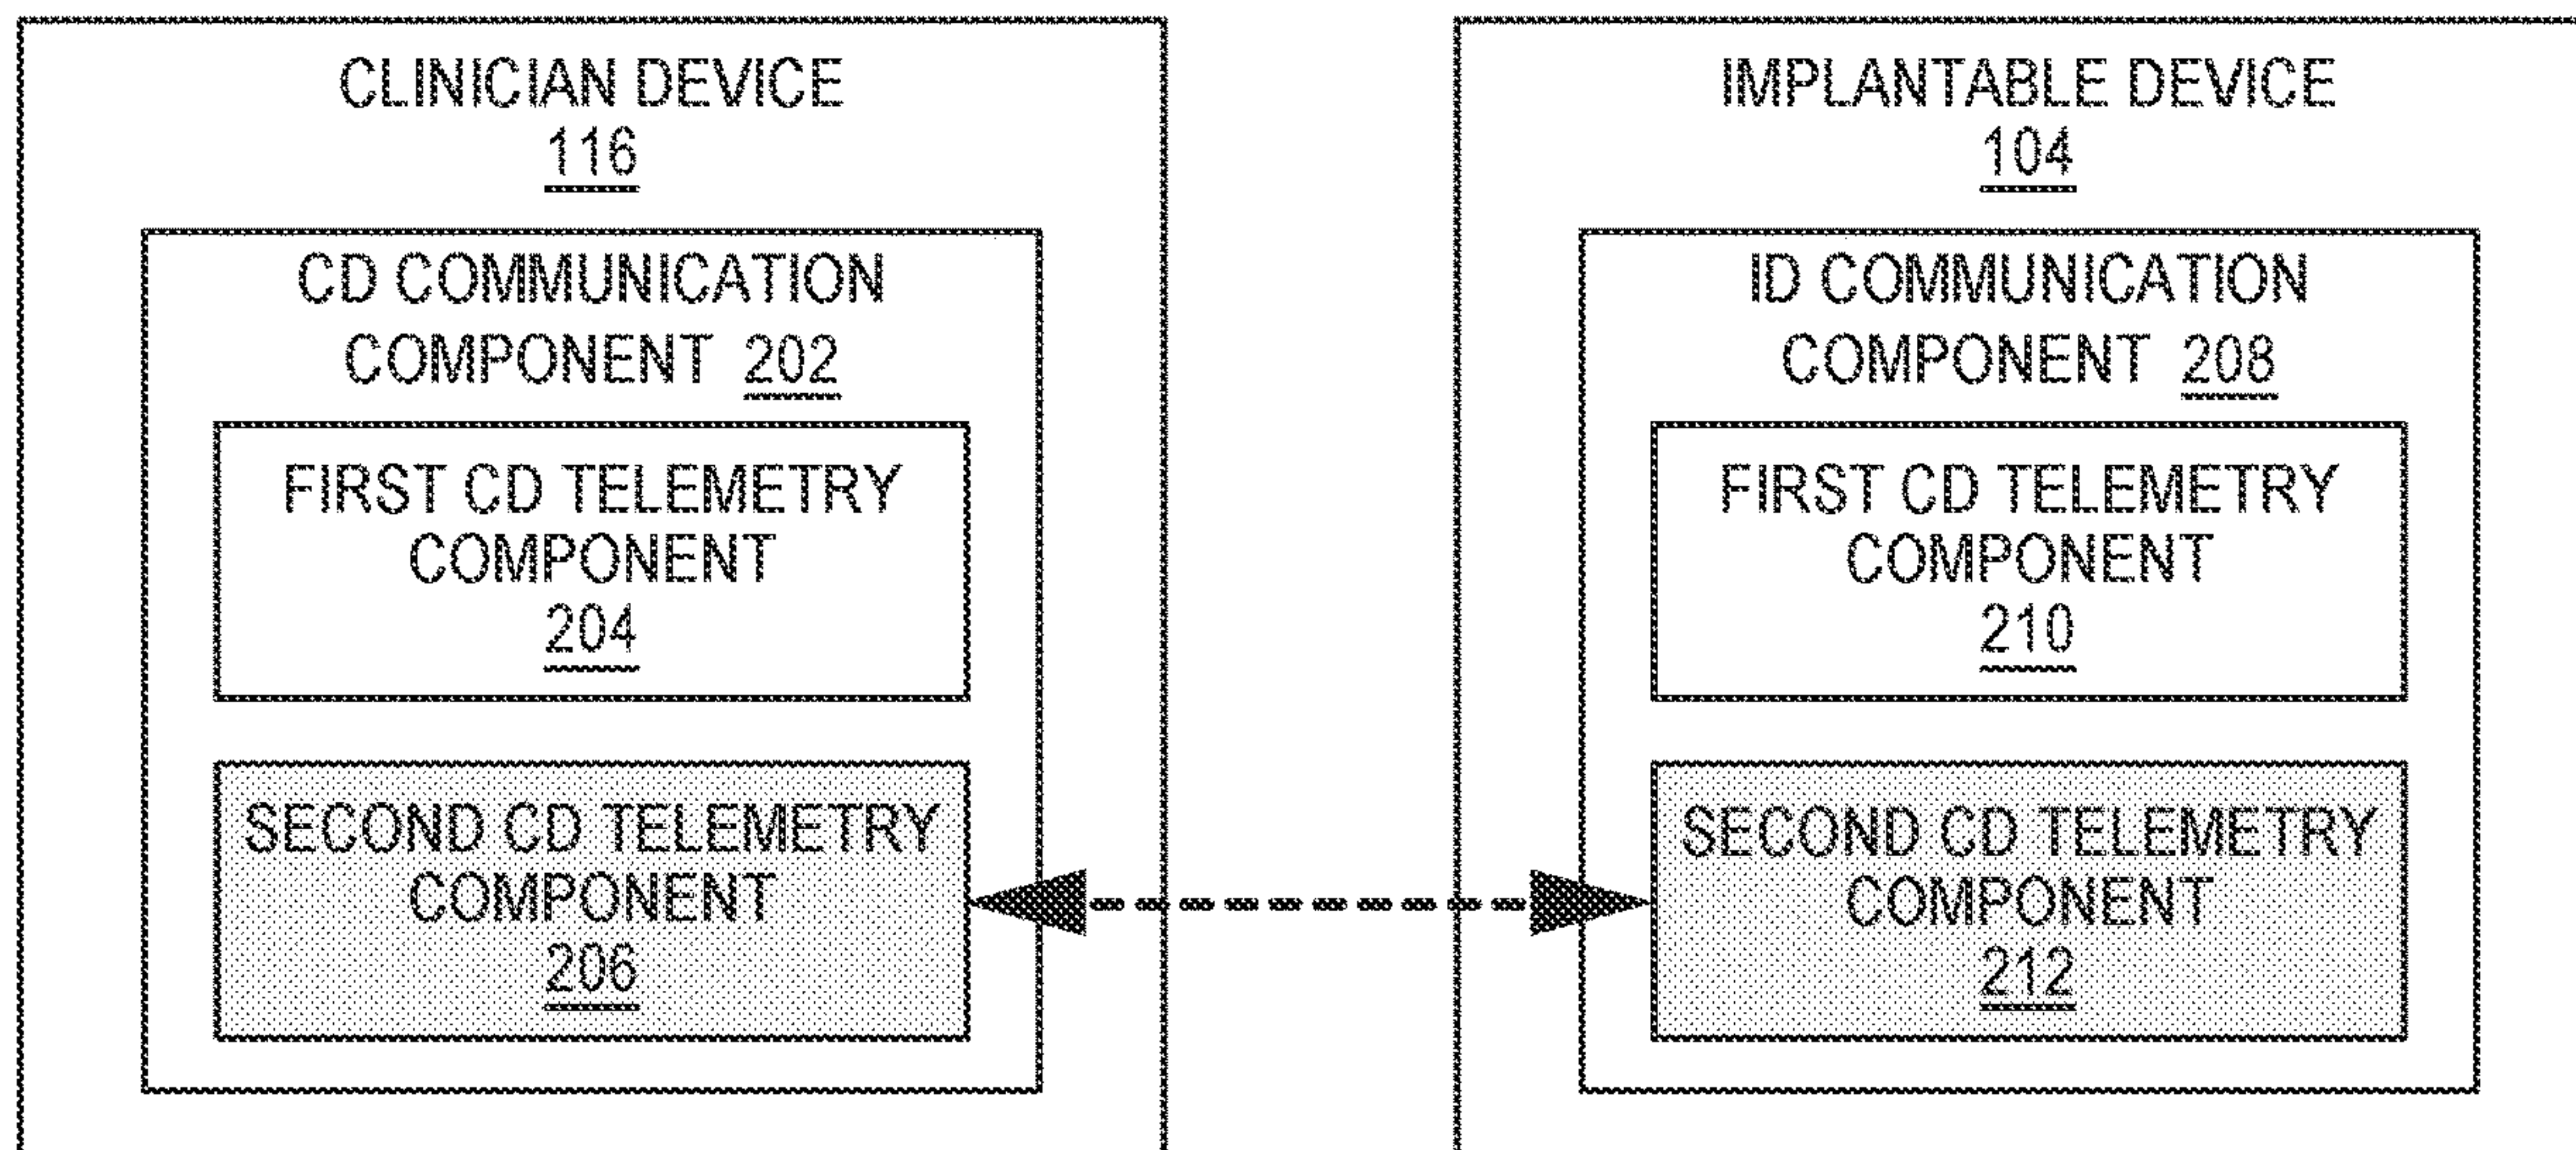 CLINICIAN DEVICE
116
CD COMMUNICATION
COMPONENT 202
FIRST CD TELEMETRY
COMPONENT
204
SECOND CD TELEMETRY
COMPONENT
206
IMPLANTABLE DEVICE
104
ID COMMUNICATION
COMPONENT 208
FIRST CD TELEMETRY
COMPONENT
210
SECOND CD TELEMETRY
COMPONENT
212